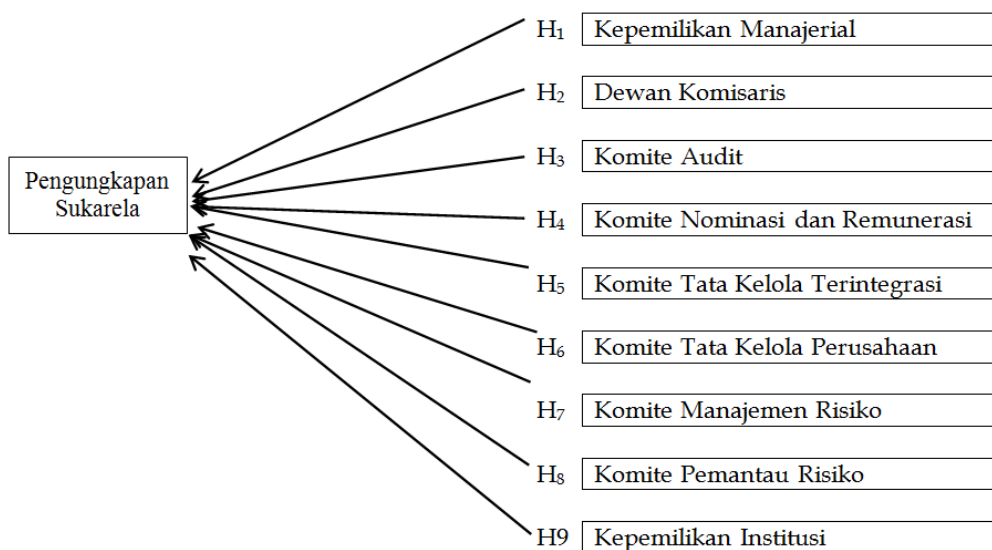 H₁ Kepemilikan Manajerial
H₂ Dewan Komisaris
H₃ Komite Audit
Pengungkapan
Sukarela
H₄ Komite Nominasi dan Remunerasi
H₅ Komite Tata Kelola Terintegrasi
H₆ Komite Tata Kelola Perusahaan
H₇ Komite Manajemen Risiko
H₈ Komite Pemantau Risiko
H9 Kepemilikan Institusi